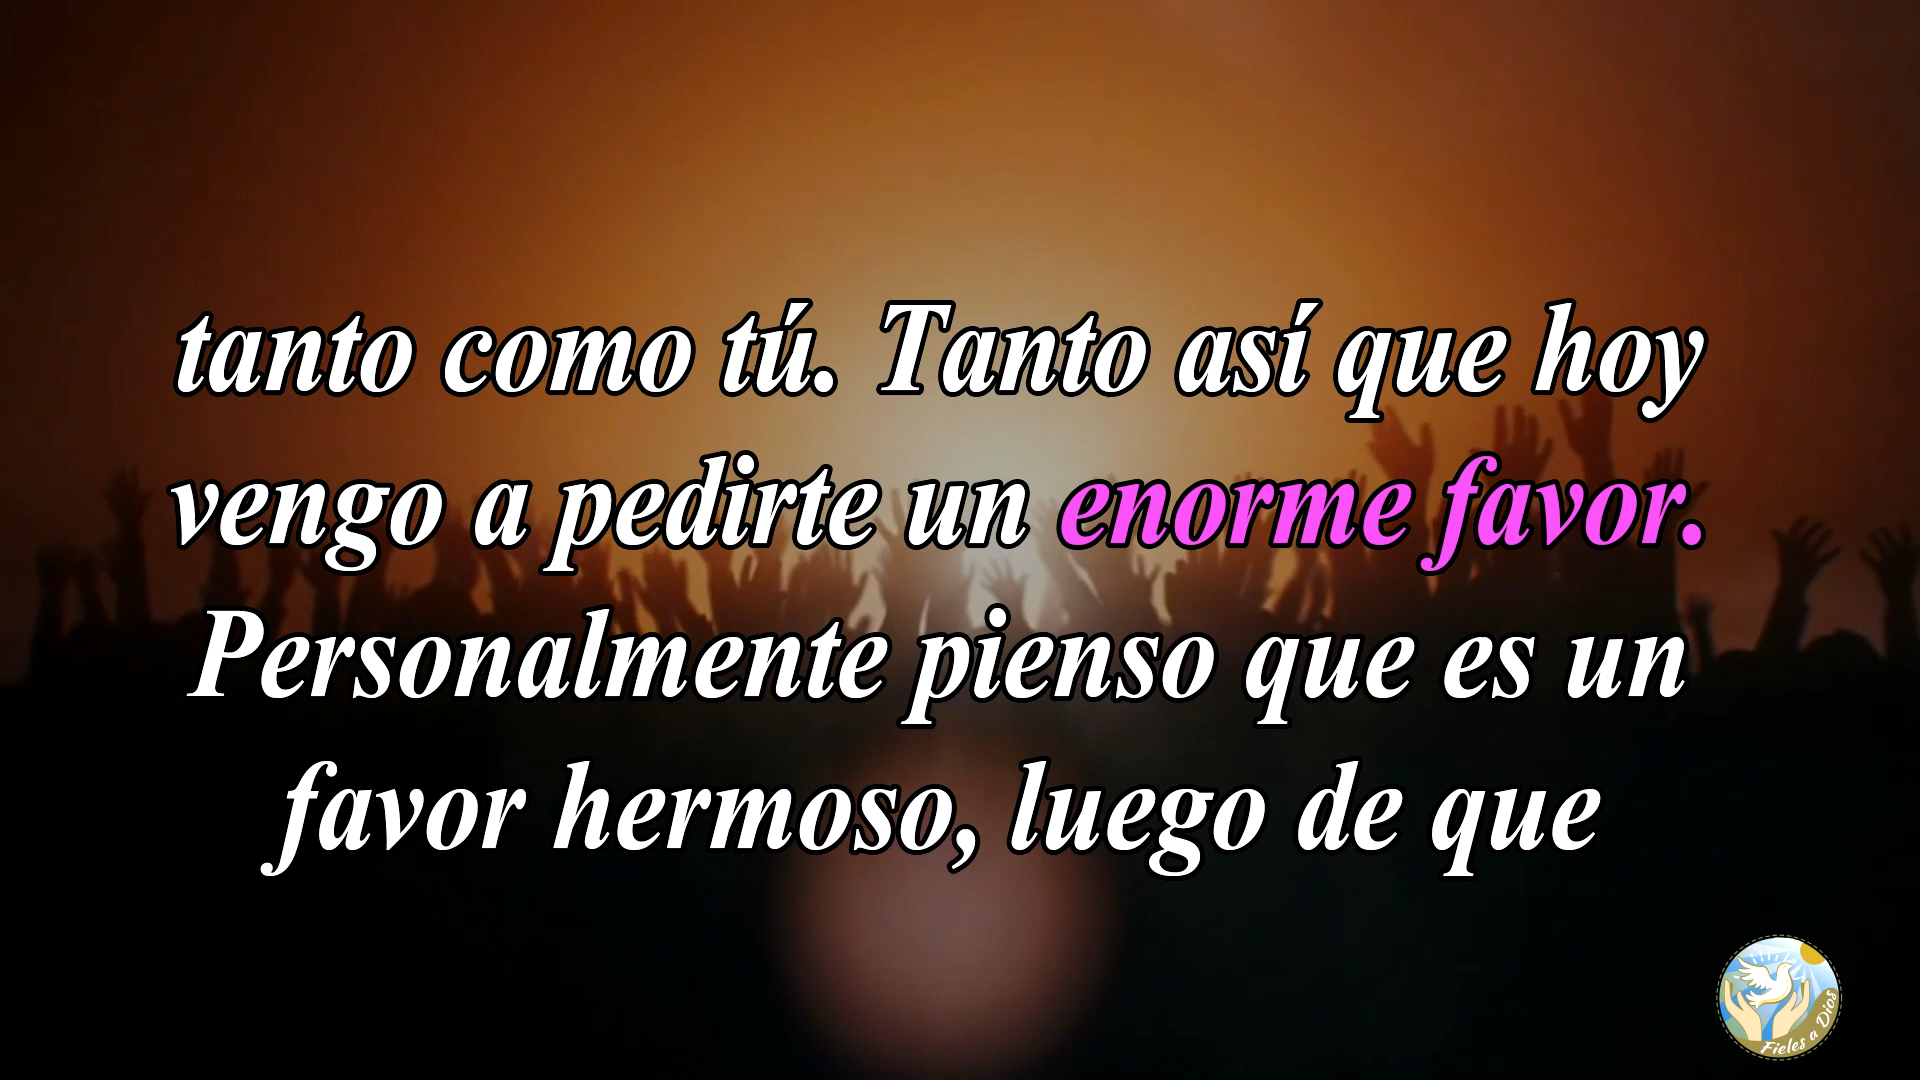 tanto como tú. Tanto así que hoy
vengo a pedirte un enorme favor.
Personalmente pienso que es un
favor hermoso, luego de que
Fieles a Dios